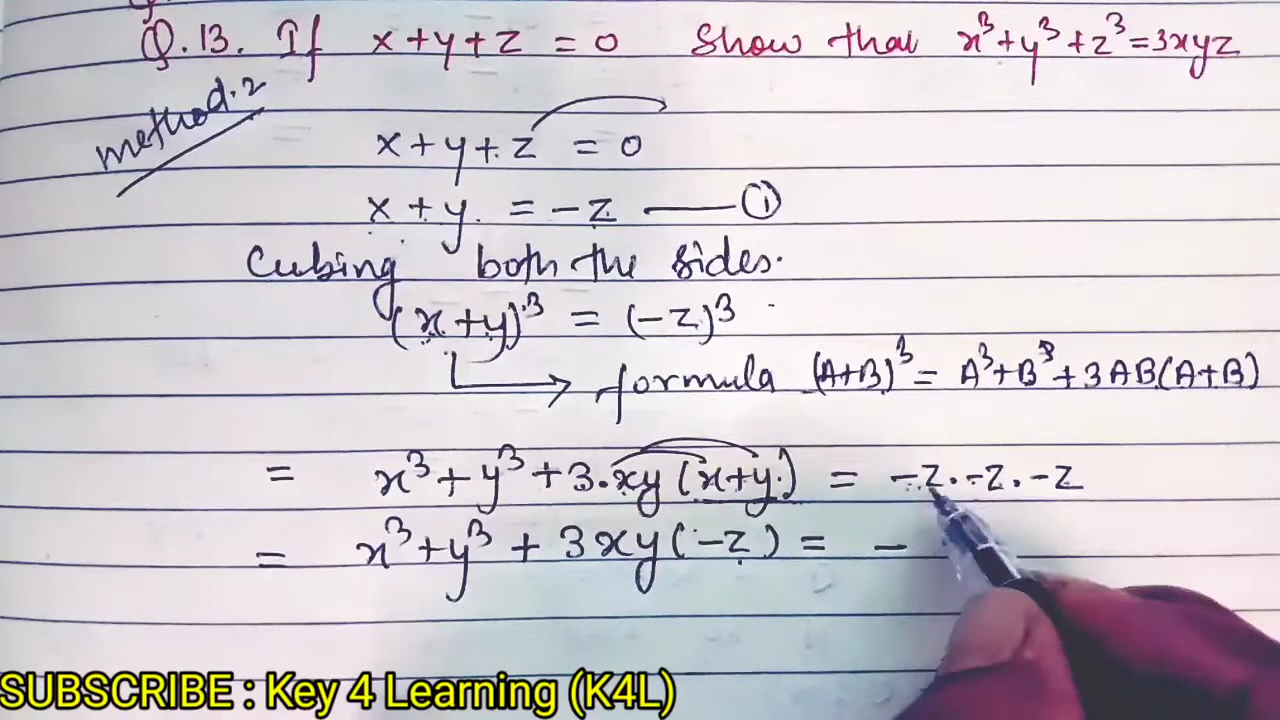 Q.13. If x+y+z = 0 Show that x³+y³+z³=3xyz
method.2
x+y+z = 0
x+y = -z —— ①
Cubing both the sides.
(x+y)³ = (-z)³
formula (A+B)³ = A³+B³+3AB(A+B)
= x³+y³+3.xy(x+y) = -z.-z.-z
= x³+y³+3xy(-z) = -
SUBSCRIBE : Key 4 Learning (K4L)